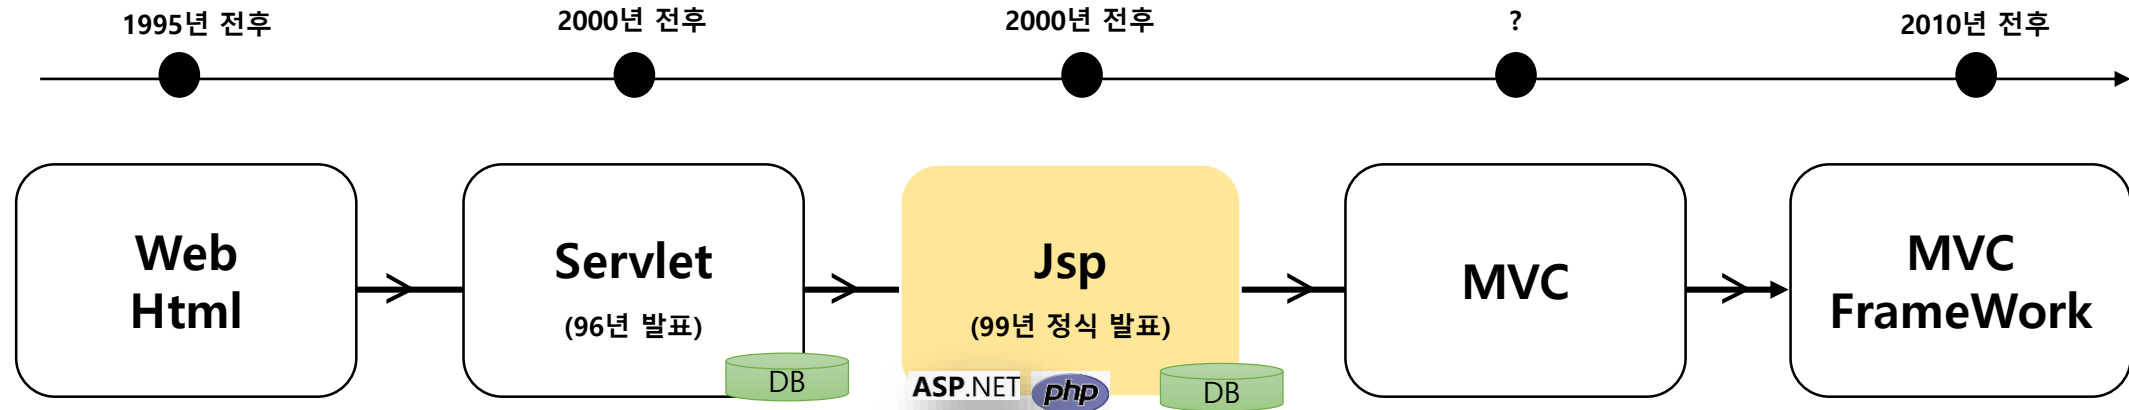 1995년 전후
2000년 전후
2000년 전후
?
2010년 전후
Web
Html
Servlet
(96년 발표)
DB
Jsp
(99년 정식 발표)
ASP.NET
php
DB
MVC
MVC
FrameWork